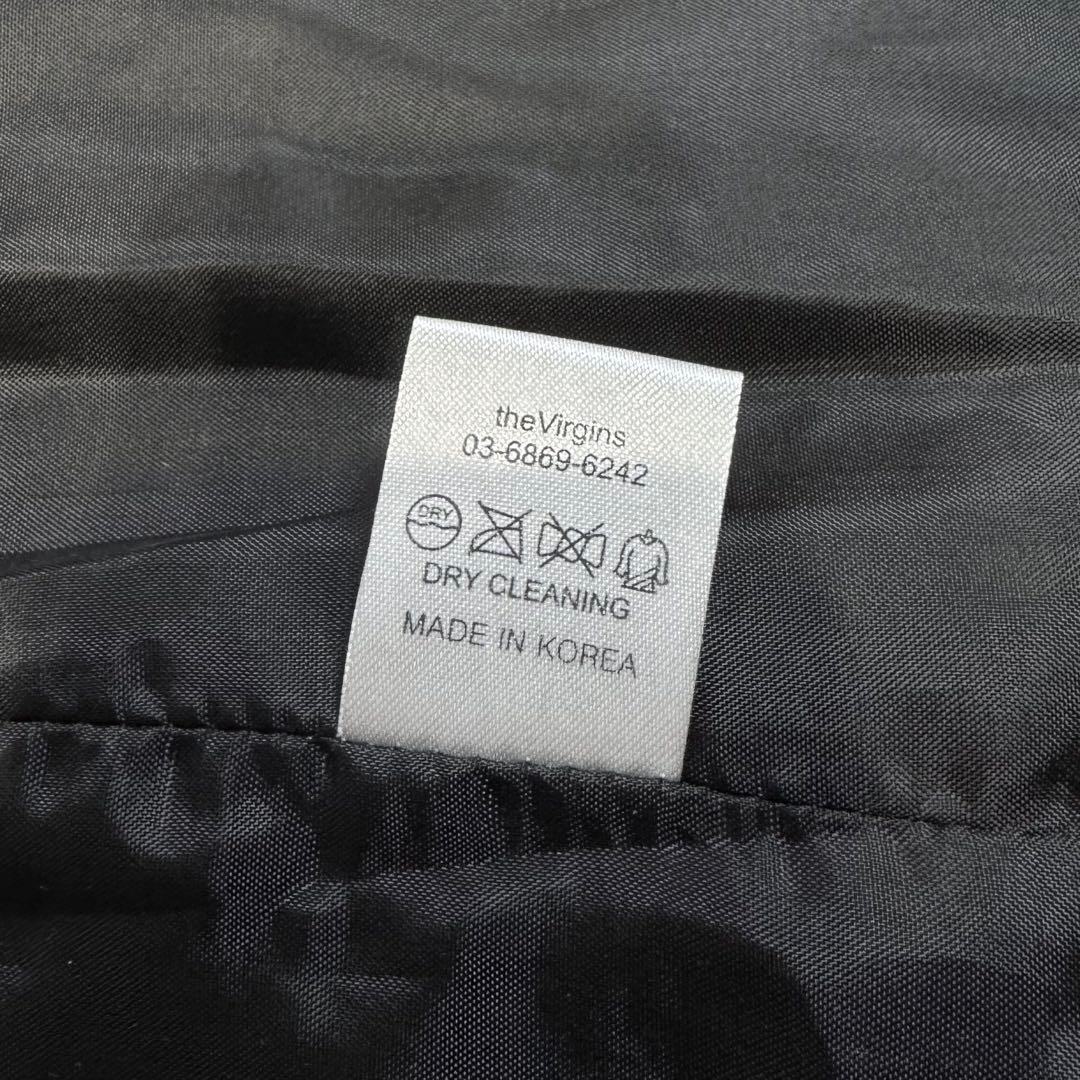 theVirgins
03-6869-6242
DRY
DRY CLEANING
MADE IN KOREA